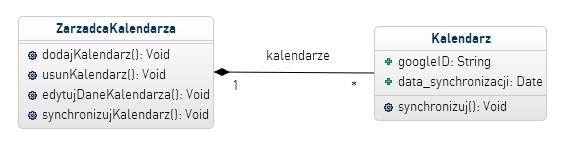 ZarzadcaKalendarza
dodajKalendarz(): Void
usunKalendarz(): Void
edytujDaneKalendarza(): Void
synchronizujKalendarz(): Void
kalendarze
1
*
Kalendarz
googleID: String
data_synchronizacji: Date
synchronizuj(): Void